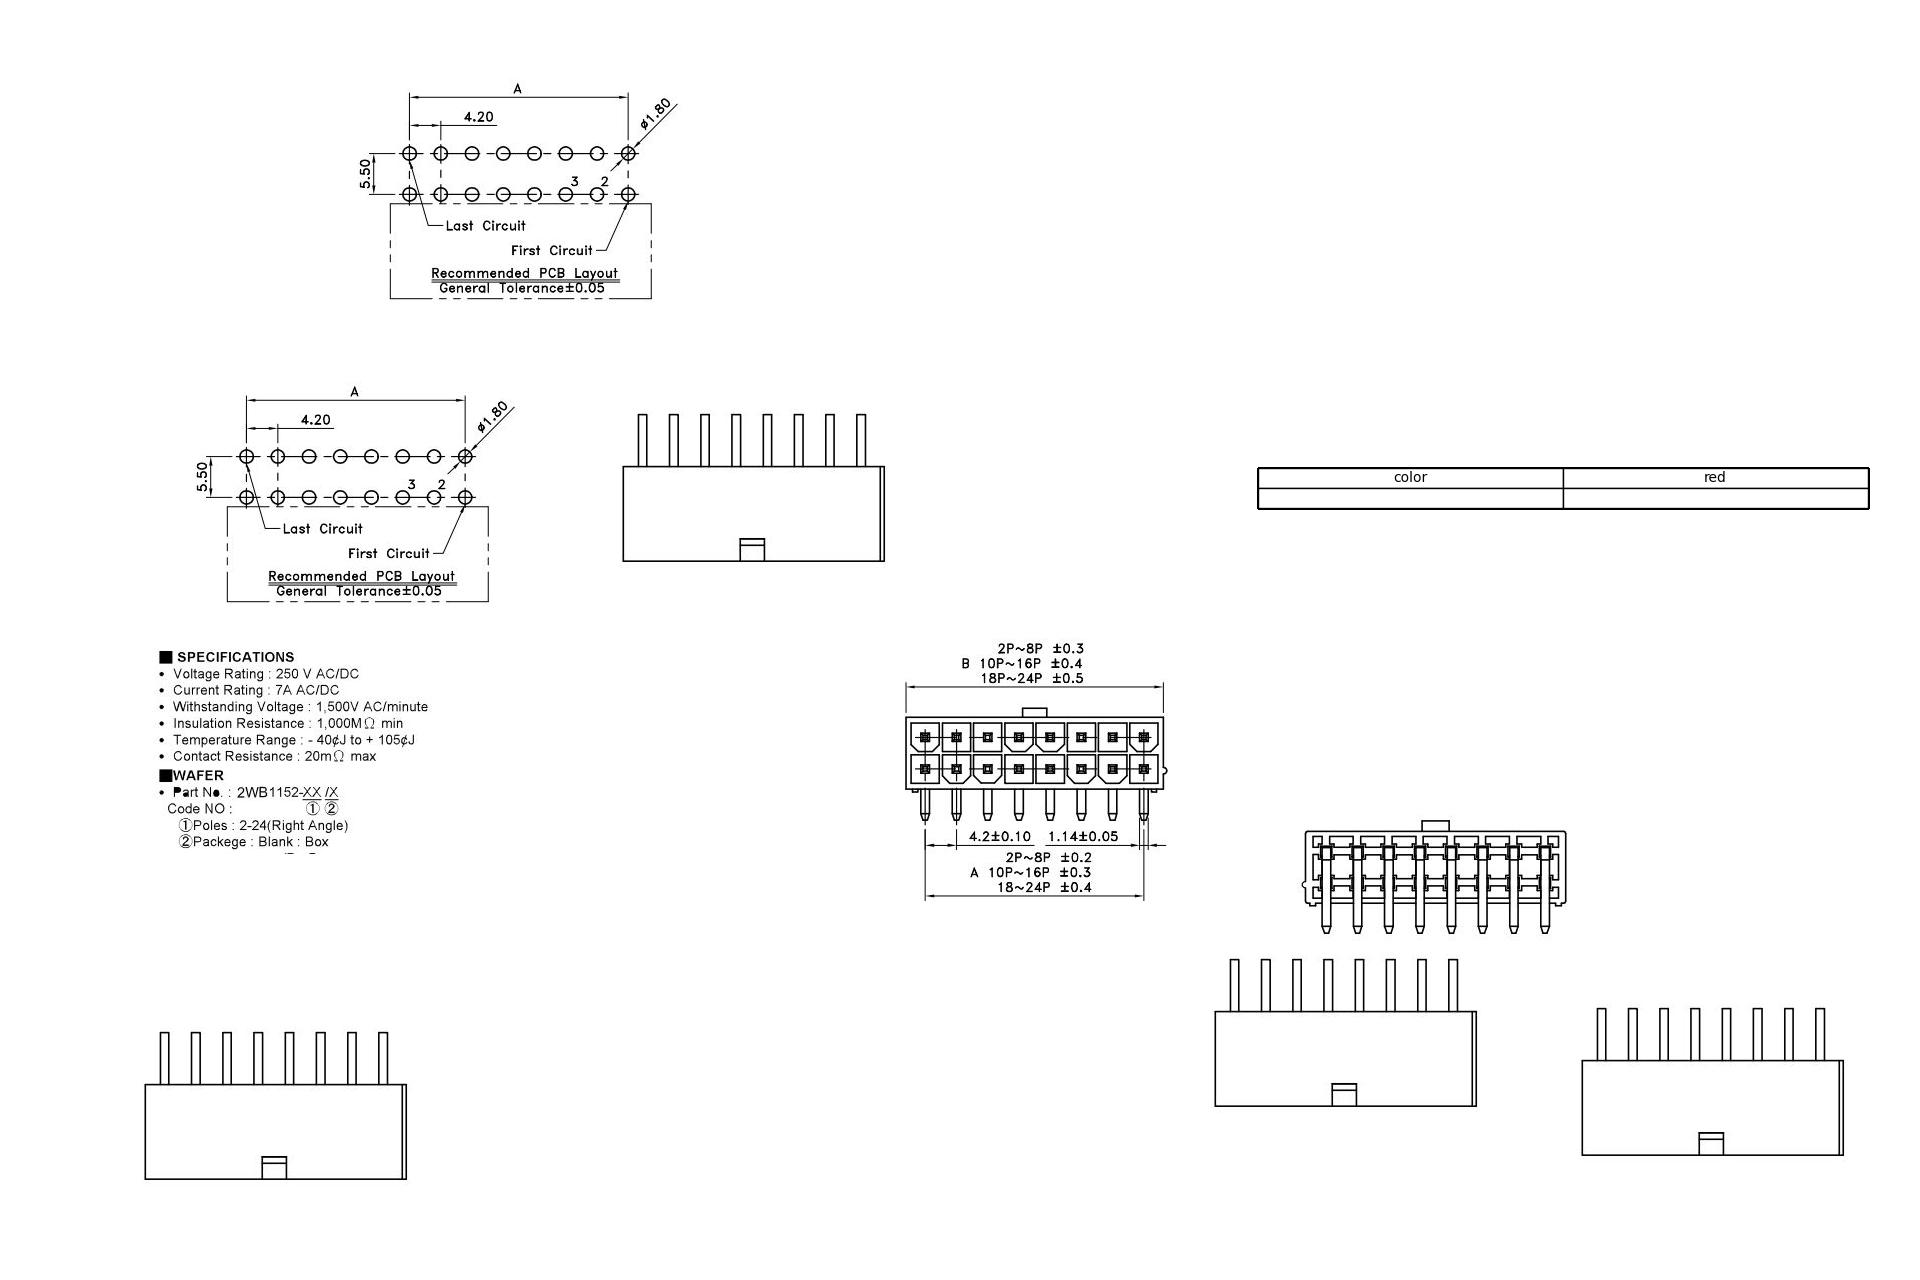 A
4.20
ø1.80
5.50
3 2
Last Circuit
First Circuit
Recommended PCB Layout
General Tolerance±0.05
A
4.20
ø1.80
5.50
3 2
Last Circuit
First Circuit
Recommended PCB Layout
General Tolerance±0.05
color red
■ SPECIFICATIONS
• Voltage Rating : 250 V AC/DC
• Current Rating : 7A AC/DC
• Withstanding Voltage : 1,500V AC/minute
• Insulation Resistance : 1,000MΩ min
• Temperature Range : - 40¢J to + 105¢J
• Contact Resistance : 20mΩ max
■WAFER
• Part No. : 2WB1152-XX /X
Code NO : ① ②
①Poles : 2-24(Right Angle)
②Packege : Blank : Box
2P~8P ±0.3
B 10P~16P ±0.4
18P~24P ±0.5
4.2±0.10 1.14±0.05
2P~8P ±0.2
A 10P~16P ±0.3
18~24P ±0.4